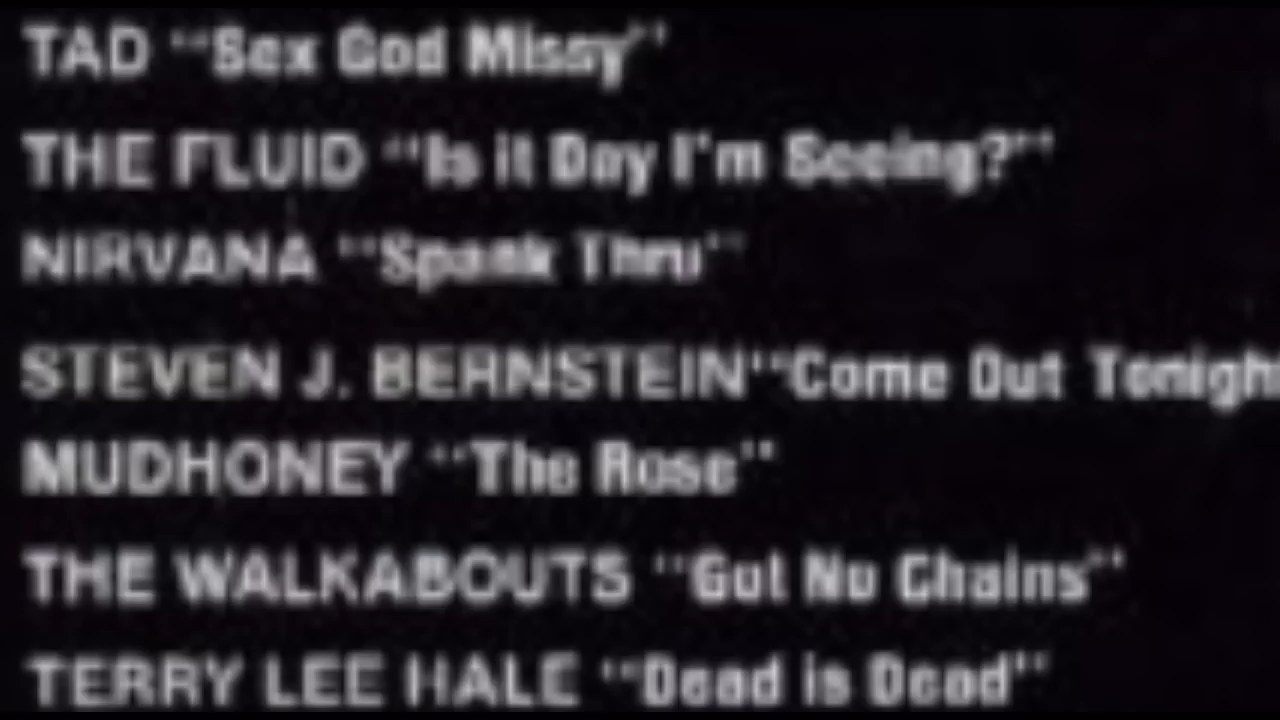 TAD "Sex God Missy"
THE FLUID "Is it Day I'm Seeing?"
NIRVANA "Spank Thru"
STEVEN J. BERNSTEIN "Come Out Tonight
MUDHONEY "The Rose"
THE WALKABOUTS "Got No Chains"
TERRY LEE HALE "Dead is Dead"